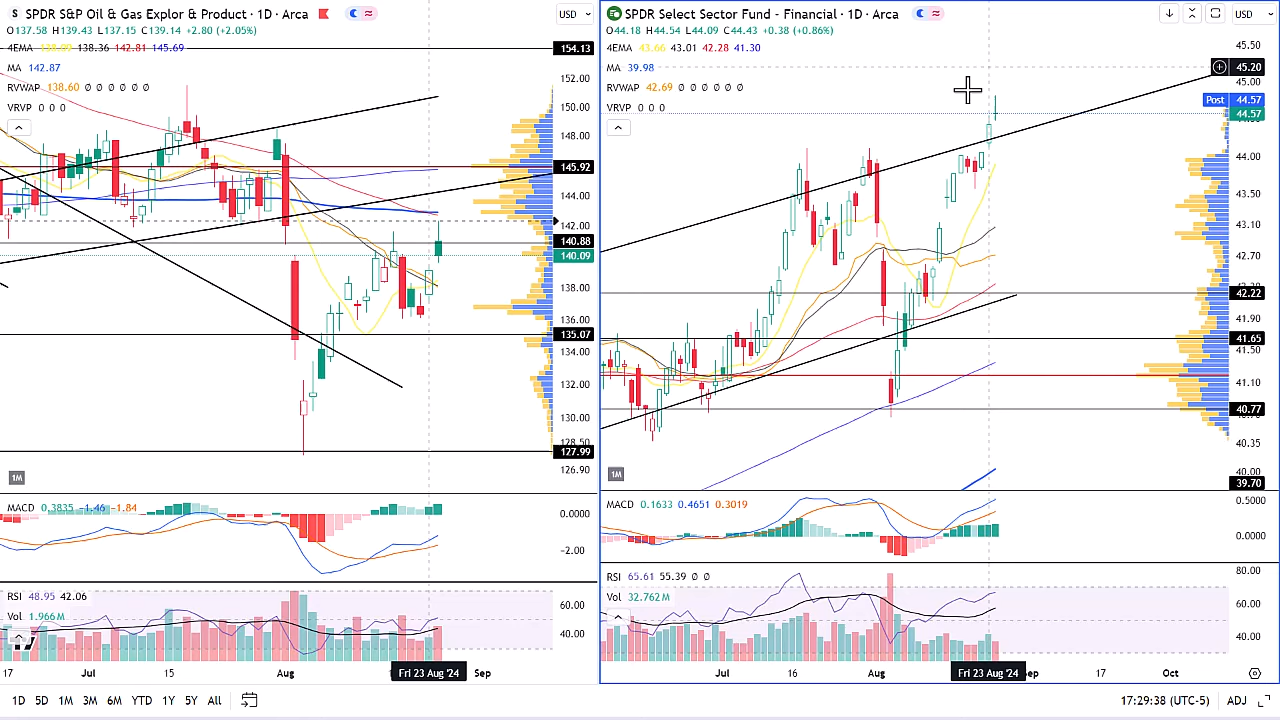 S SPDR S&P Oil & Gas Explor & Product · 1D · Arca
USD
O137.58 H139.43 L137.15 C139.14 +2.80 (+2.05%)
4EMA 138.09 138.36 142.81 145.69
MA 142.87
RVWAP 138.60 Ø Ø Ø Ø Ø Ø
VRVP Ø Ø Ø
154.13
152.00
150.00
148.00
145.92
144.00
142.00
140.88
140.09
138.00
136.00
135.07
134.00
132.00
130.00
128.50
127.99
126.90
1M
MACD 0.3835 -1.46 -1.84
0.0000
-2.00
RSI 48.95 42.06
Vol 1.966 M
60.00
40.00
17 Jul 15 Aug Fri 23 Aug '24 Sep
SPDR Select Sector Fund - Financial · 1D · Arca
USD
O44.18 H44.54 L44.09 C44.43 +0.38 (+0.86%)
4EMA 43.66 43.01 42.28 41.30
MA 39.98
RVWAP 42.69 Ø Ø Ø Ø Ø Ø
VRVP Ø Ø Ø
45.50
45.20
45.00
Post 44.57
44.57
44.00
43.50
43.10
42.70
42.22
41.90
41.65
41.50
41.00
40.77
40.35
40.00
39.70
1M
MACD 0.1633 0.4651 0.3019
0.5000
0.0000
RSI 65.61 55.39 Ø Ø
Vol 32.762 M
80.00
60.00
40.00
Jul 16 Aug Fri 23 Aug '24 ep 17 Oct
1D 5D 1M 3M 6M YTD 1Y 5Y All
17:29:38 (UTC-5) ADJ